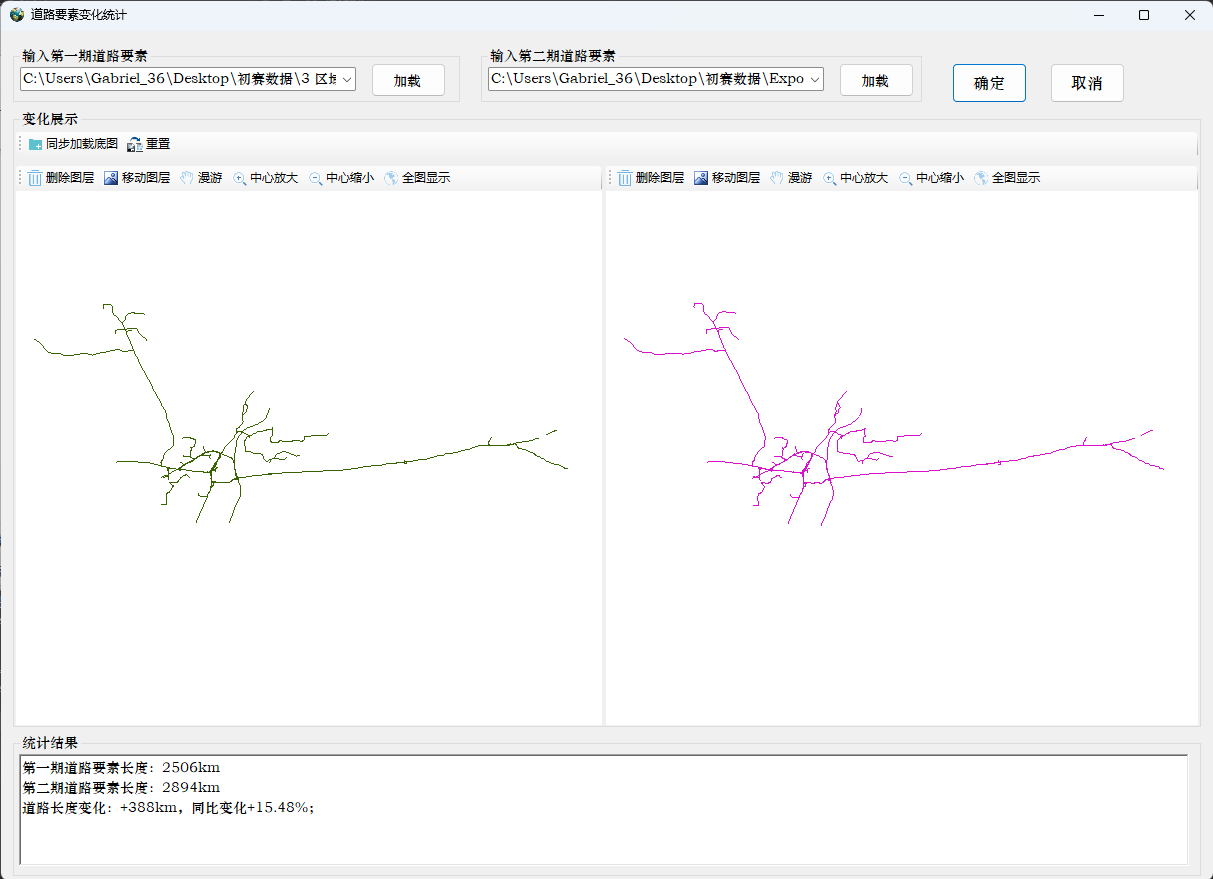 道路要素变化统计
输入第一期道路要素
输入第二期道路要素
C:\Users\Gabriel_36\Desktop\初赛数据\3 区
加载
C:\Users\Gabriel_36\Desktop\初赛数据\Expo
加载
确定
取消
变化展示
同步加载底图 重置
删除图层 移动图层 漫游 中心放大 中心缩小 全图显示
删除图层 移动图层 漫游 中心放大 中心缩小 全图显示
统计结果
第一期道路要素长度：2506km
第二期道路要素长度：2894km
道路长度变化：+388km，同比变化+15.48%；